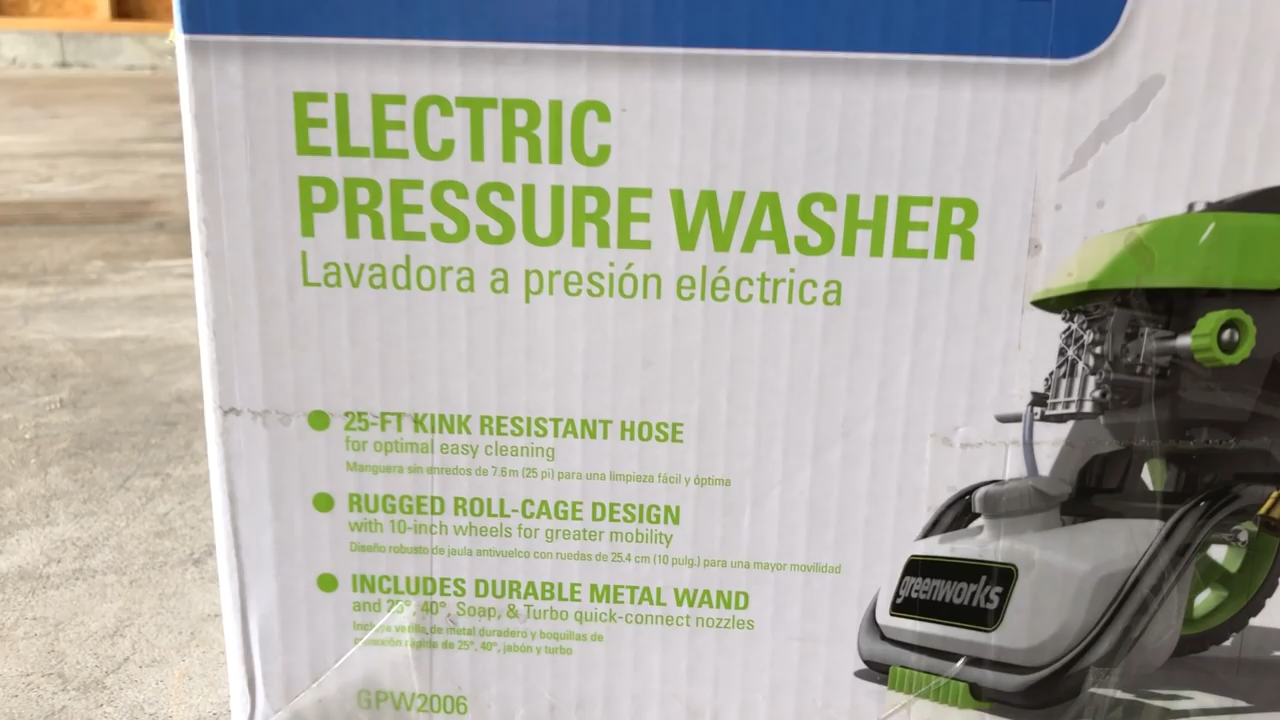 ELECTRIC
PRESSURE WASHER
Lavadora a presión eléctrica
25-FT KINK RESISTANT HOSE
for optimal easy cleaning
Manguera sin enredos de 7.6 m (25 pi) para una limpieza fácil y óptima
RUGGED ROLL-CAGE DESIGN
with 10-inch wheels for greater mobility
Diseño robusto de jaula antivuelco con ruedas de 25.4 cm (10 pulg.) para una mayor movilidad
INCLUDES DURABLE METAL WAND
and 25°, 40°, Soap, & Turbo quick-connect nozzles
Incluye varilla de metal duradero y boquillas de
conexión rápida de 25°, 40°, jabón y turbo
GPW2006
greenworks